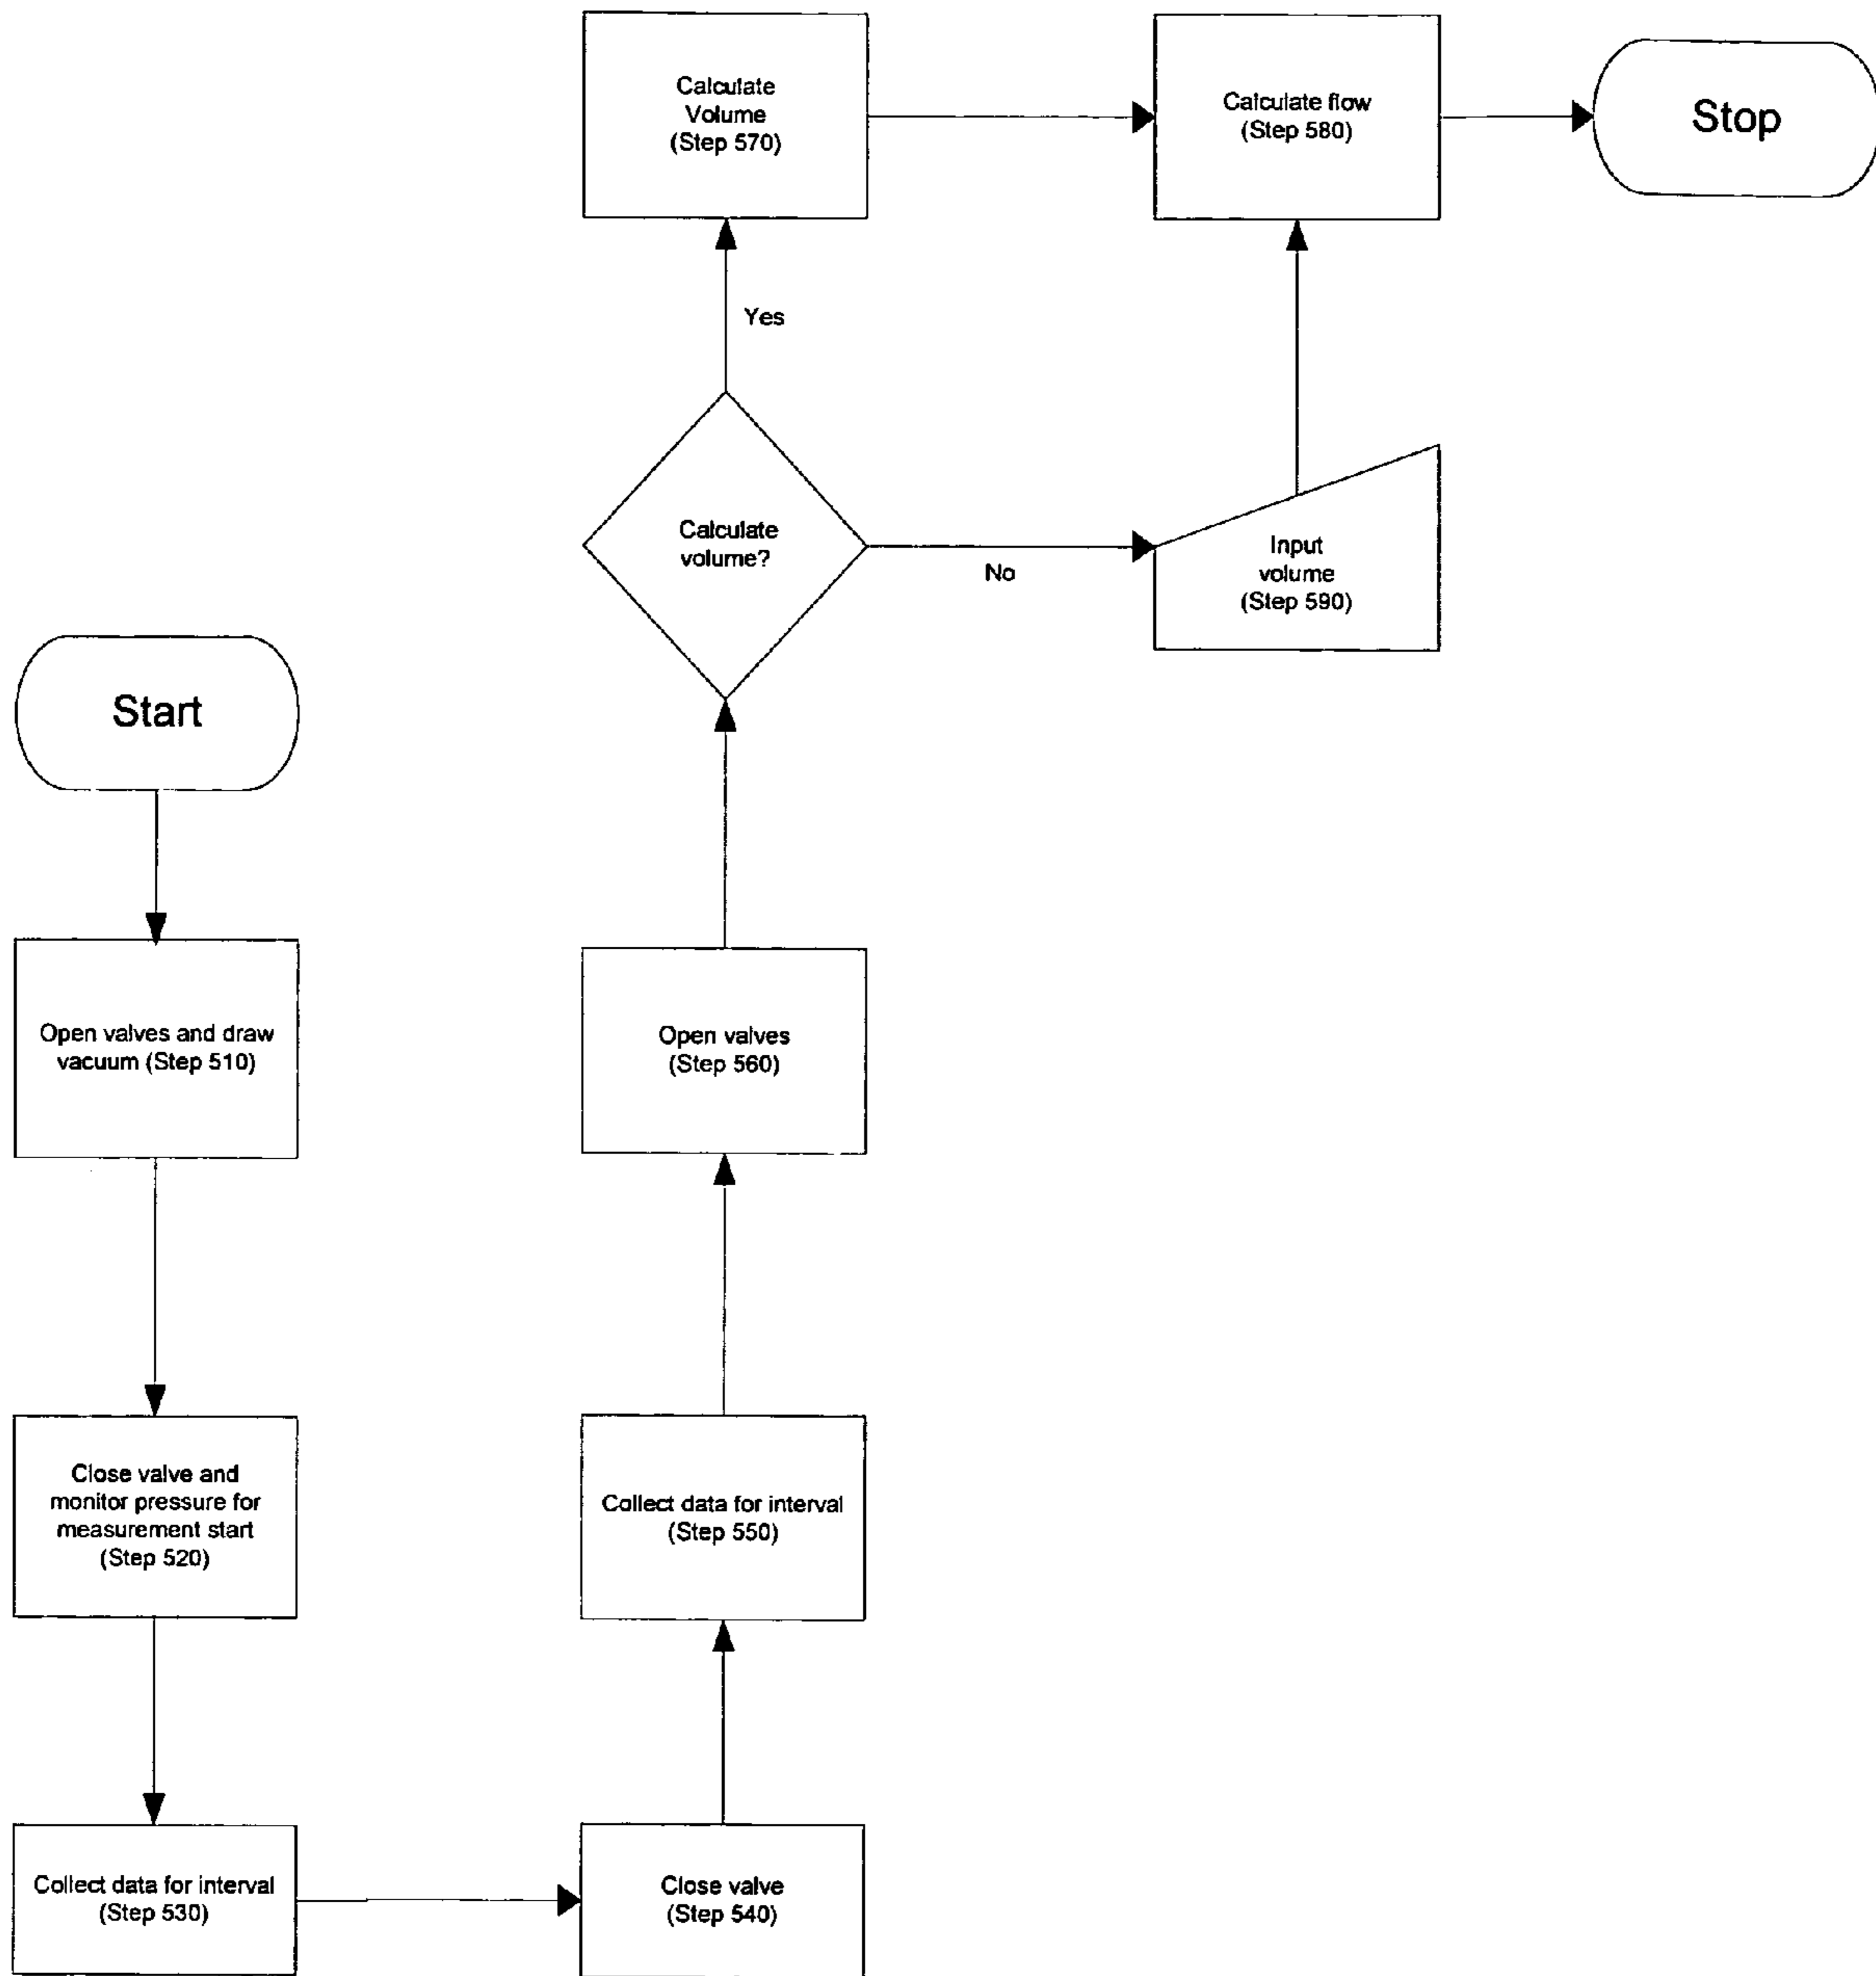 Start
Open valves and draw
vacuum (Step 510)
Close valve and
monitor pressure for
measurement start
(Step 520)
Collect data for interval
(Step 530)
Close valve
(Step 540)
Collect data for interval
(Step 550)
Open valves
(Step 560)
Calculate
volume?
Yes
No
Calculate
Volume
(Step 570)
Input
volume
(Step 590)
Calculate flow
(Step 580)
Stop